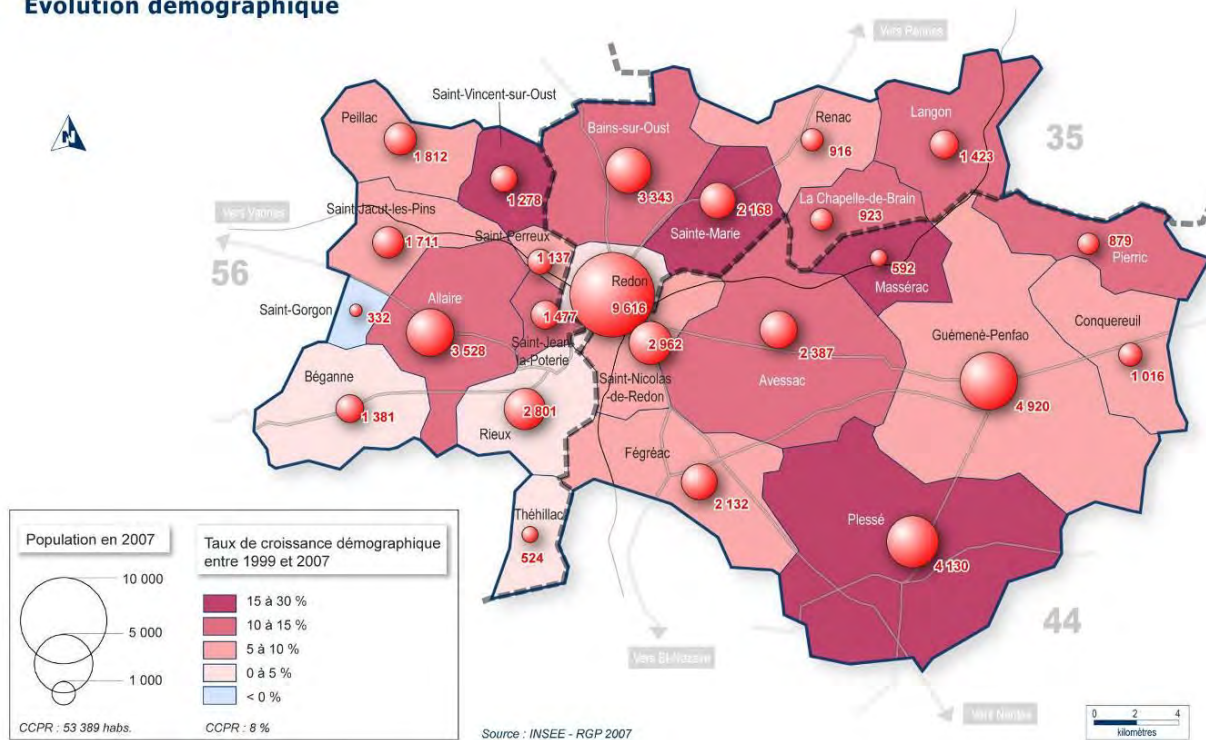 Evolution démographique
Vers Rennes
Saint-Vincent-sur-Oust
Peillac
1 812
Bains-sur-Oust
Renac
Langon
35
916
1 423
3 343
1 278
La Chapelle-de-Brain
923
2 168
Vers Vannes
Saint-Jacut-les-Pins
Sainte-Marie
1 711
Saint-Perreux
1 137
879
Pierric
56
592
Massérac
Redon
9 616
Allaire
Saint-Gorgon
332
1 477
Guémené-Penfao
Conquereuil
3 528
Saint-Jean
-la-Poterie
2 962
2 387
Saint-Nicolas
-de-Redon
Avessac
1 016
Béganne
1 381
2 801
4 920
Rieux
Fégréac
2 132
Théhillac
524
Plessé
4 130
44
Vers St-Nazaire
Vers Nantes
Population en 2007
10 000
5 000
1 000
CCPR : 53 389 habs.
Taux de croissance démographique
entre 1999 et 2007
15 à 30 %
10 à 15 %
5 à 10 %
0 à 5 %
< 0 %
CCPR : 8 %
Source : INSEE - RGP 2007
0 2 4
kilomètres
N